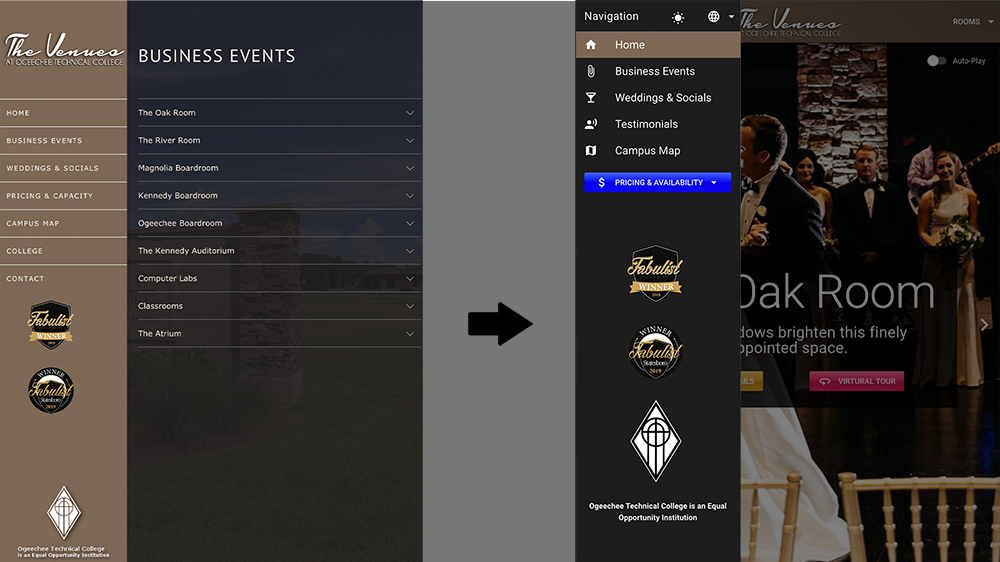 The Venues
AT OGEECHEE TECHNICAL COLLEGE
HOME
BUSINESS EVENTS
WEDDINGS & SOCIALS
PRICING & CAPACITY
CAMPUS MAP
COLLEGE
CONTACT
Fabulist
WINNER
2018
WINNER
Fabulist
Statesboro
2019
Ogeechee Technical College
is an Equal Opportunity Institution
BUSINESS EVENTS
The Oak Room
The River Room
Magnolia Boardroom
Kennedy Boardroom
Ogeechee Boardroom
The Kennedy Auditorium
Computer Labs
Classrooms
The Atrium
Navigation
Home
Business Events
Weddings & Socials
Testimonials
Campus Map
$ PRICING & AVAILABILITY
Fabulist
WINNER
2018
WINNER
Fabulist
Statesboro
2019
Ogeechee Technical College is an Equal
Opportunity Institution
The Venues
AT OGEECHEE TECHNICAL COLLEGE
ROOMS
Auto-Play
Oak Room
dows brighten this finely
ppointed space.
AILS
VIRTURAL TOUR